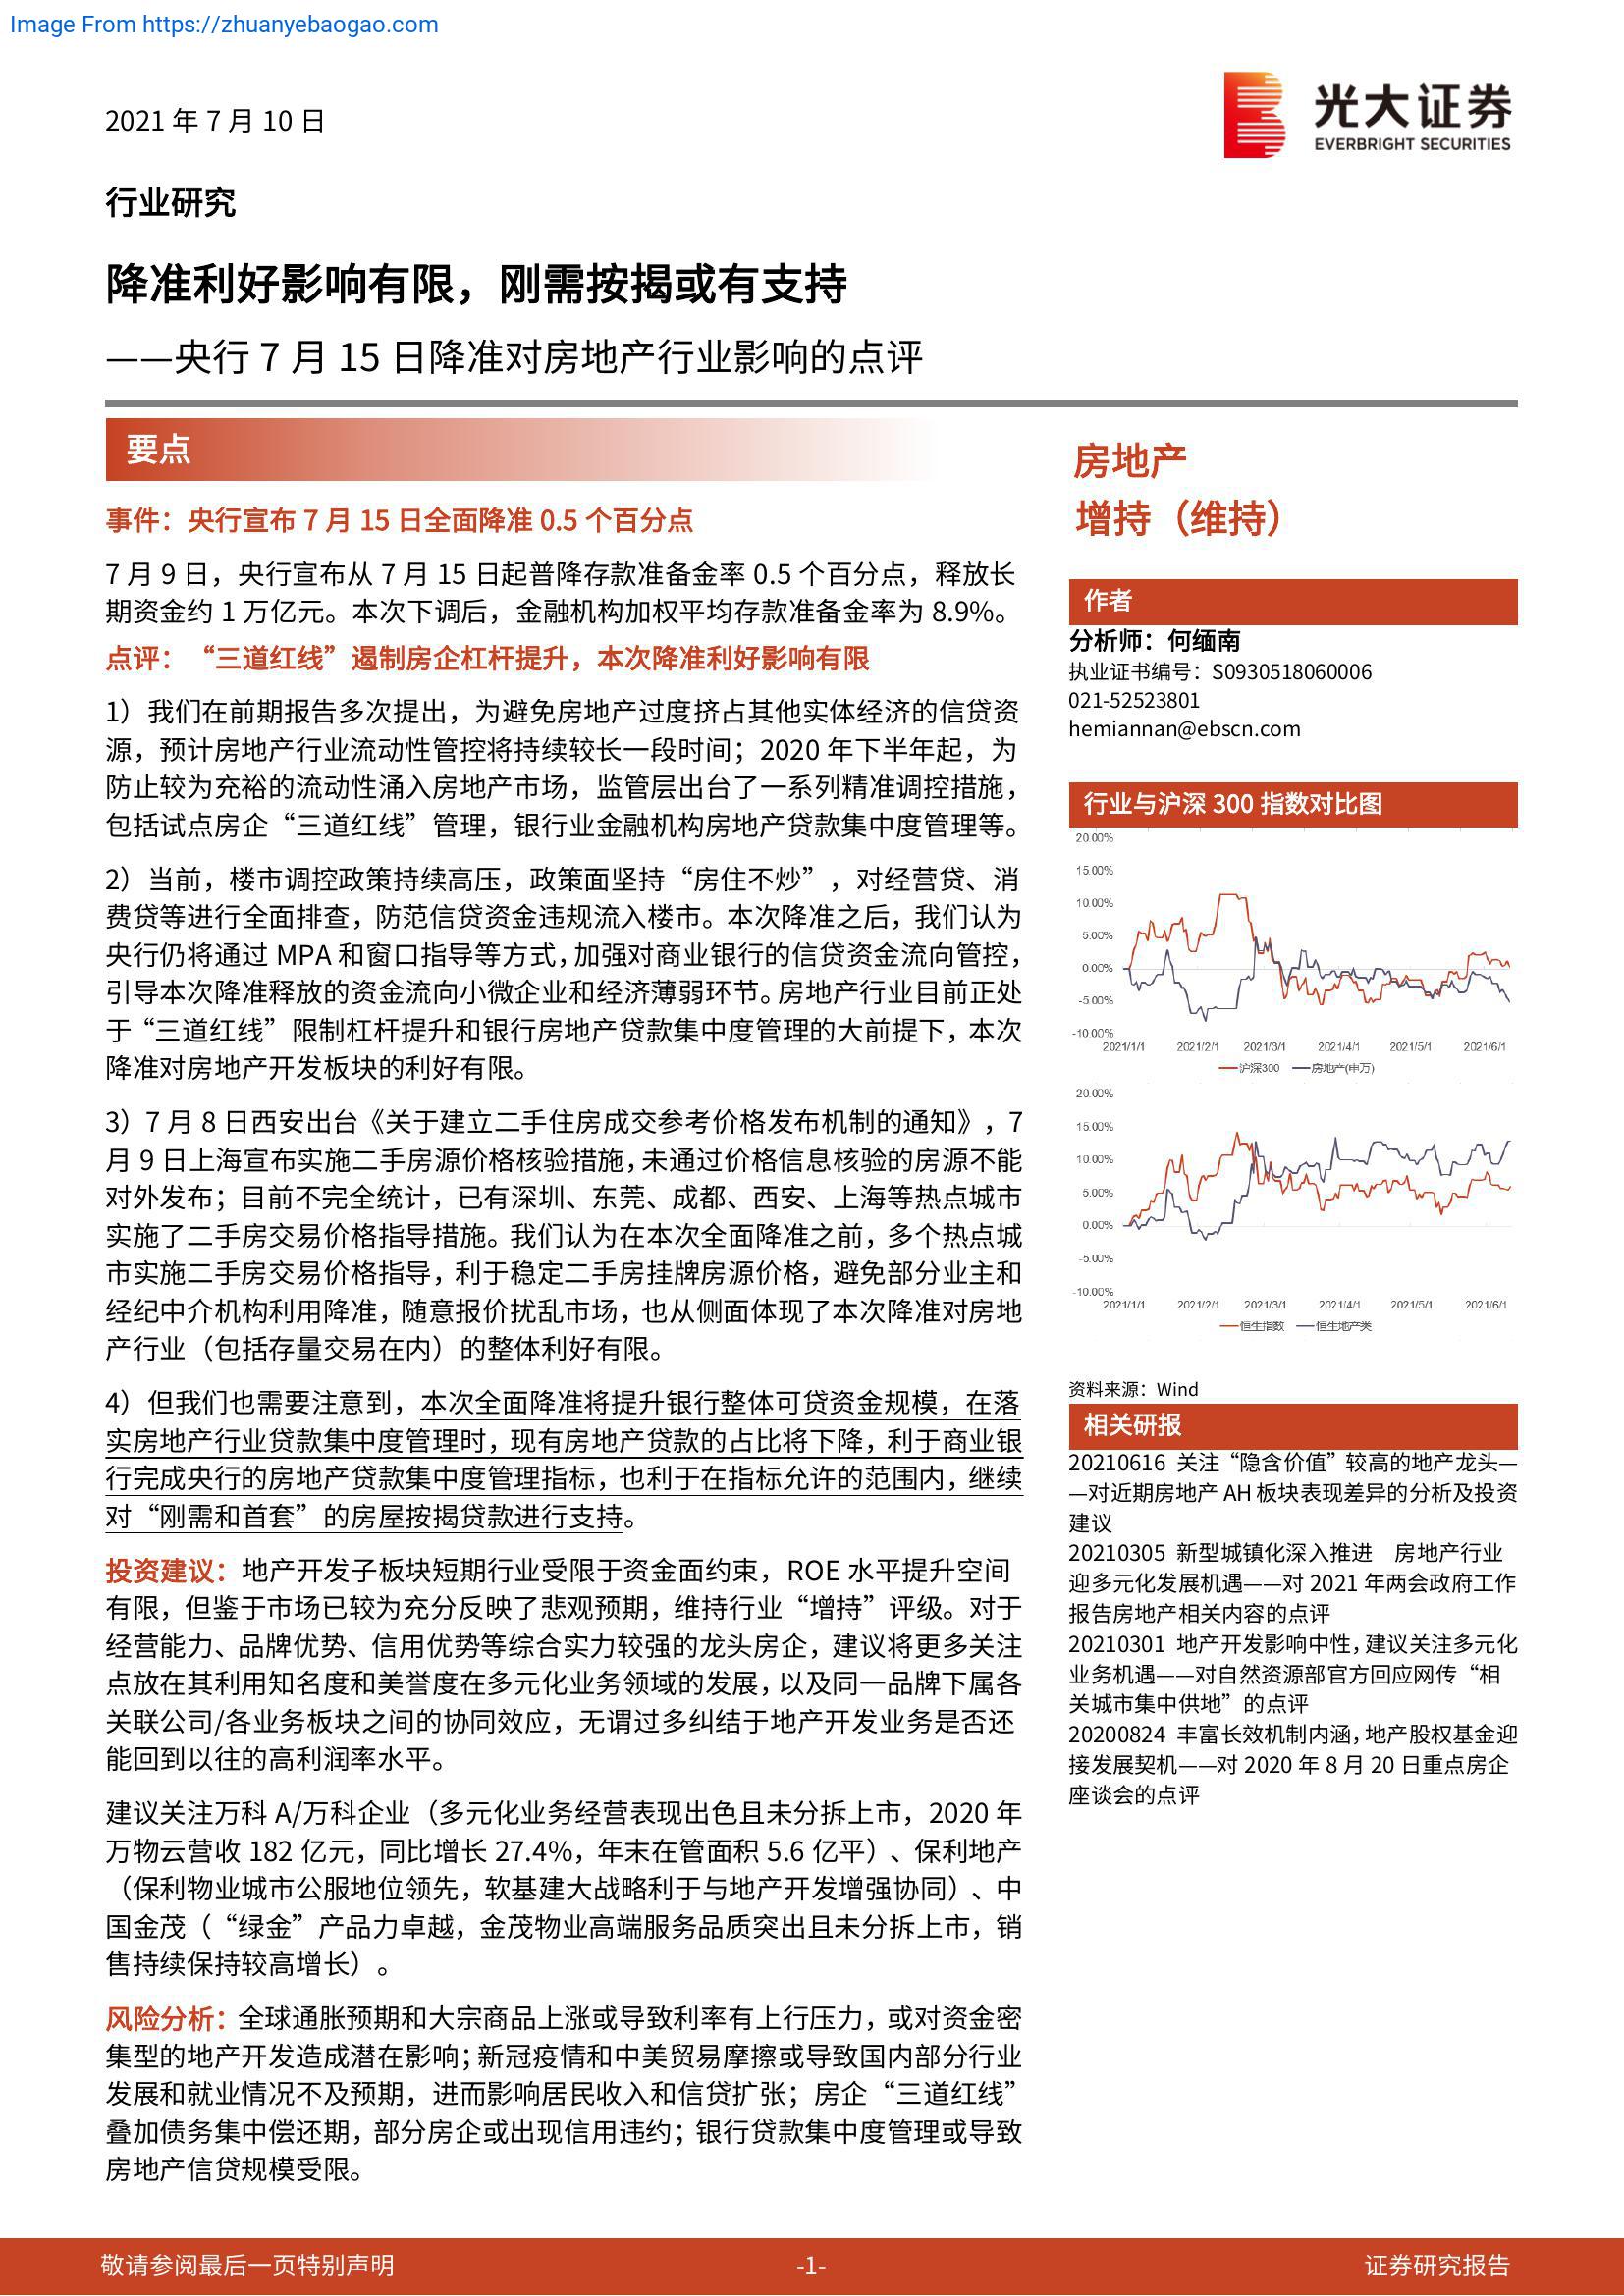 Image From https://zhuanyebaogao.com
2021 年 7 月 10 日
光大证券
EVERBRIGHT SECURITIES
行业研究
降准利好影响有限，刚需按揭或有支持
——央行 7 月 15 日降准对房地产行业影响的点评
要点
事件：央行宣布 7 月 15 日全面降准 0.5 个百分点
7 月 9 日，央行宣布从 7 月 15 日起普降存款准备金率 0.5 个百分点，释放长
期资金约 1 万亿元。本次下调后，金融机构加权平均存款准备金率为 8.9%。
点评：“三道红线”遏制房企杠杆提升，本次降准利好影响有限
1）我们在前期报告多次提出，为避免房地产过度挤占其他实体经济的信贷资
源，预计房地产行业流动性管控将持续较长一段时间；2020 年下半年起，为
防止较为充裕的流动性涌入房地产市场，监管层出台了一系列精准调控措施，
包括试点房企“三道红线”管理，银行业金融机构房地产贷款集中度管理等。
2）当前，楼市调控政策持续高压，政策面坚持“房住不炒”，对经营贷、消
费贷等进行全面排查，防范信贷资金违规流入楼市。本次降准之后，我们认为
央行仍将通过 MPA 和窗口指导等方式，加强对商业银行的信贷资金流向管控，
引导本次降准释放的资金流向小微企业和经济薄弱环节。房地产行业目前正处
于“三道红线”限制杠杆提升和银行房地产贷款集中度管理的大前提下，本次
降准对房地产开发板块的利好有限。
3）7 月 8 日西安出台《关于建立二手住房成交参考价格发布机制的通知》，7
月 9 日上海宣布实施二手房源价格核验措施，未通过价格信息核验的房源不能
对外发布；目前不完全统计，已有深圳、东莞、成都、西安、上海等热点城市
实施了二手房交易价格指导措施。我们认为在本次全面降准之前，多个热点城
市实施二手房交易价格指导，利于稳定二手房挂牌房源价格，避免部分业主和
经纪中介机构利用降准，随意报价扰乱市场，也从侧面体现了本次降准对房地
产行业（包括存量交易在内）的整体利好有限。
4）但我们也需要注意到，本次全面降准将提升银行整体可贷资金规模，在落
实房地产行业贷款集中度管理时，现有房地产贷款的占比将下降，利于商业银
行完成央行的房地产贷款集中度管理指标，也利于在指标允许的范围内，继续
对“刚需和首套”的房屋按揭贷款进行支持。
投资建议：地产开发子板块短期行业受限于资金面约束，ROE 水平提升空间
有限，但鉴于市场已较为充分反映了悲观预期，维持行业“增持”评级。对于
经营能力、品牌优势、信用优势等综合实力较强的龙头房企，建议将更多关注
点放在其利用知名度和美誉度在多元化业务领域的发展，以及同一品牌下属各
关联公司/各业务板块之间的协同效应，无谓过多纠结于地产开发业务是否还
能回到以往的高利润率水平。
建议关注万科 A/万科企业（多元化业务经营表现出色且未分拆上市，2020 年
万物云营收 182 亿元，同比增长 27.4%，年末在管面积 5.6 亿平）、保利地产
（保利物业城市公服地位领先，软基建大战略利于与地产开发增强协同）、中
国金茂（“绿金”产品力卓越，金茂物业高端服务品质突出且未分拆上市，销
售持续保持较高增长）。
风险分析：全球通胀预期和大宗商品上涨或导致利率有上行压力，或对资金密
集型的地产开发造成潜在影响；新冠疫情和中美贸易摩擦或导致国内部分行业
发展和就业情况不及预期，进而影响居民收入和信贷扩张；房企“三道红线”
叠加债务集中偿还期，部分房企或出现信用违约；银行贷款集中度管理或导致
房地产信贷规模受限。
房地产
增持（维持）
作者
分析师：何缅南
执业证书编号：S0930518060006
021-52523801
hemiannan@ebscn.com
行业与沪深 300 指数对比图
20.00%
15.00%
10.00%
5.00%
0.00%
-5.00%
-10.00%
2021/1/1 2021/2/1 2021/3/1 2021/4/1 2021/5/1 2021/6/1
沪深300 房地产(申万)
20.00%
15.00%
10.00%
5.00%
0.00%
-5.00%
-10.00%
2021/1/1 2021/2/1 2021/3/1 2021/4/1 2021/5/1 2021/6/1
恒生指数 恒生地产类
资料来源：Wind
相关研报
20210616 关注“隐含价值”较高的地产龙头—
—对近期房地产 AH 板块表现差异的分析及投资
建议
20210305 新型城镇化深入推进 房地产行业
迎多元化发展机遇——对 2021 年两会政府工作
报告房地产相关内容的点评
20210301 地产开发影响中性，建议关注多元化
业务机遇——对自然资源部官方回应网传“相
关城市集中供地”的点评
20200824 丰富长效机制内涵，地产股权基金迎
接发展契机——对 2020 年 8 月 20 日重点房企
座谈会的点评
敬请参阅最后一页特别声明
-1-
证券研究报告